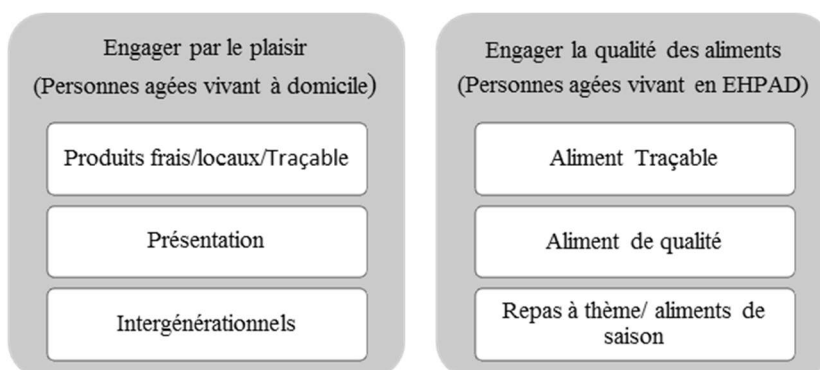 Engager par le plaisir
(Personnes agées vivant à domicile)
Produits frais/locaux/Traçable
Présentation
Intergénérationnels
Engager la qualité des aliments
(Personnes agées vivant en EHPAD)
Aliment Traçable
Aliment de qualité
Repas à thème/ aliments de
saison